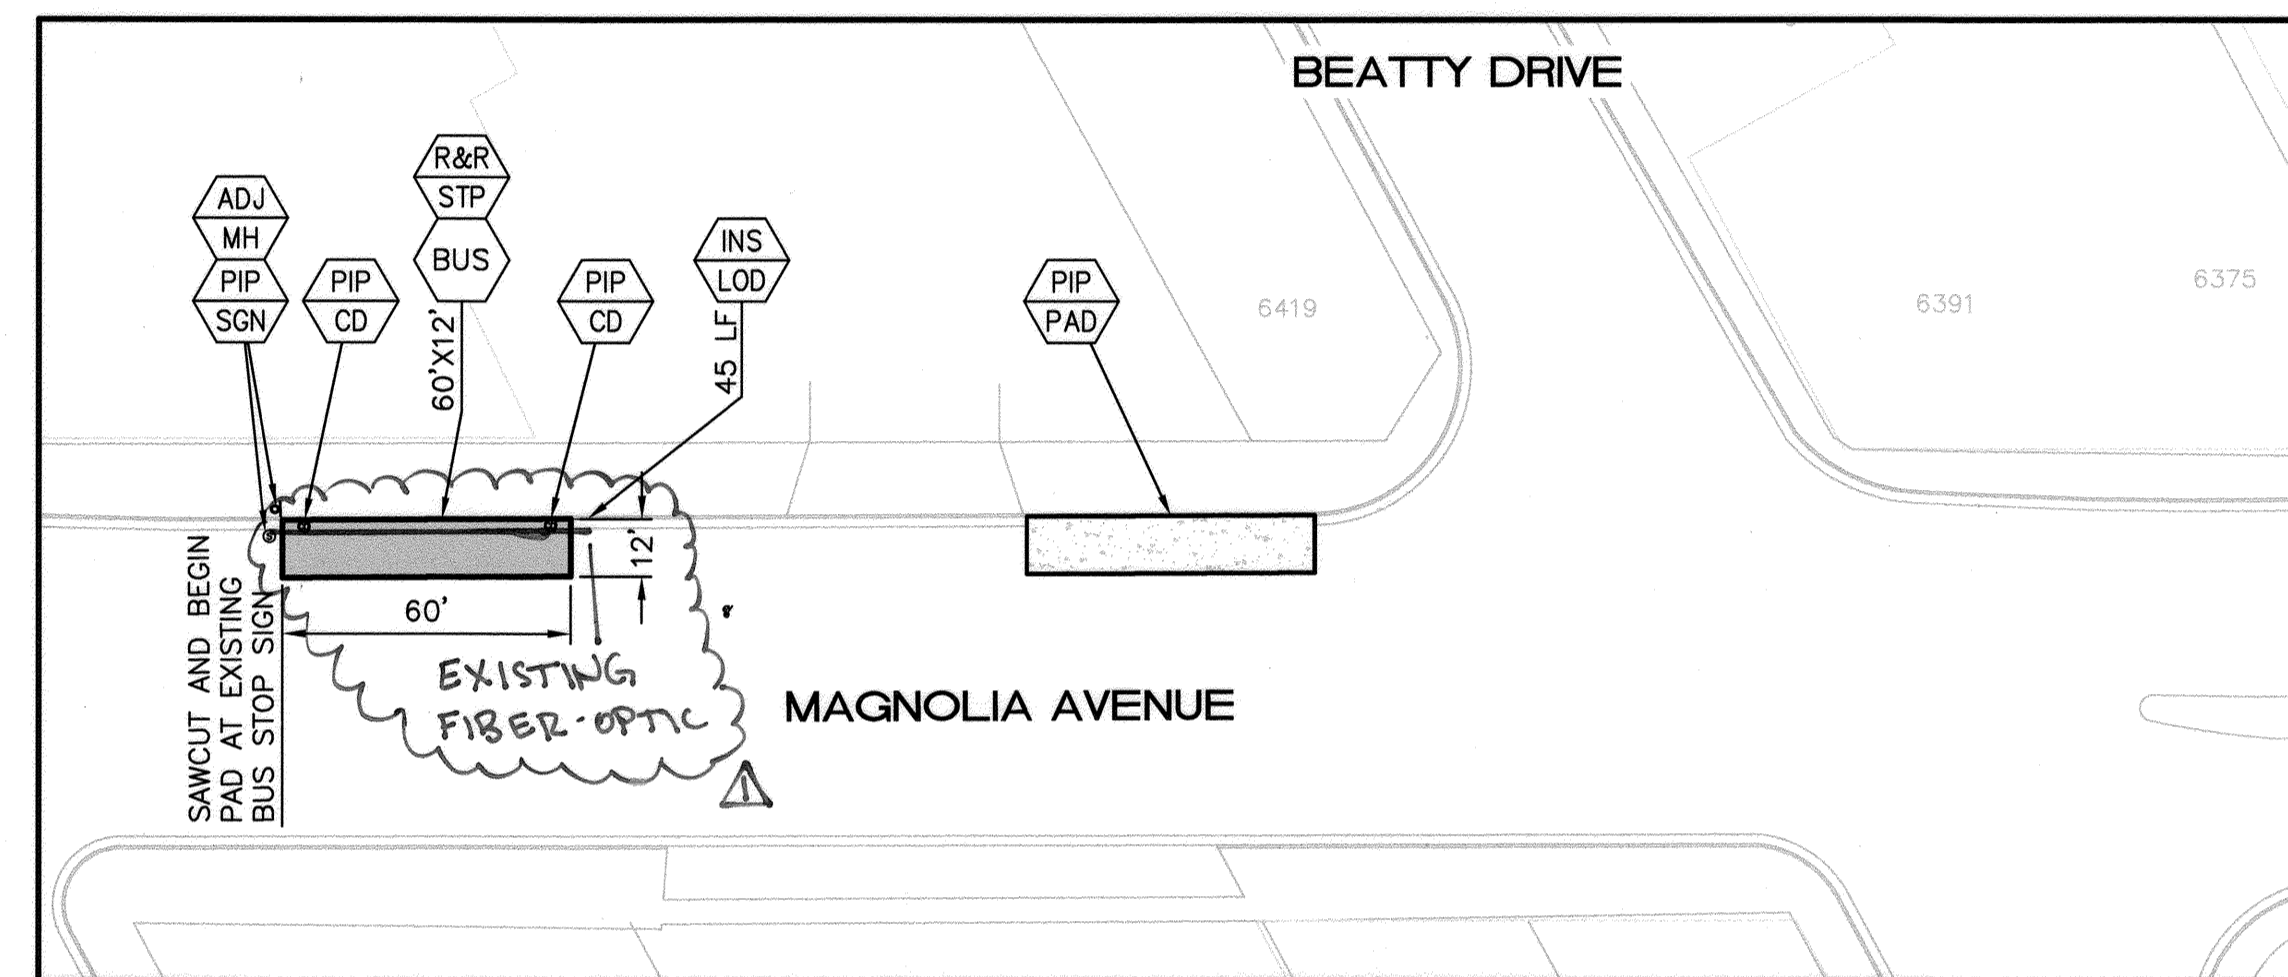 BEATTY DRIVE
R&R
STP
BUS
60'X12'
ADJ
MH
PIP
SGN
PIP
CD
PIP
CD
INS
LOD
45 LF
PIP
PAD
6419
6391
6375
12'
60'
SAWCUT AND BEGIN
PAD AT EXISTING
BUS STOP SIGN
EXISTING
FIBER-OPTIC
MAGNOLIA AVENUE
1